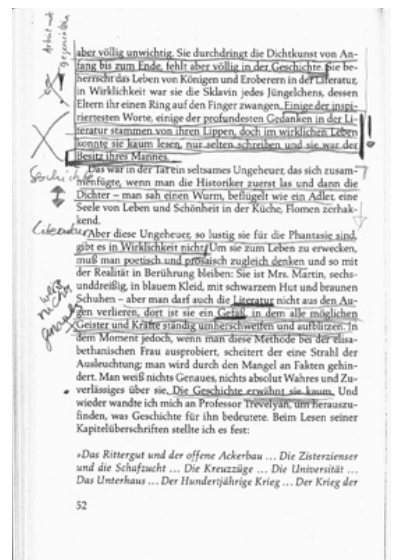 Arbeit mit
Gegensätzen
aber völlig unwichtig. Sie durchdringt die Dichtkunst von An-
fang bis zum Ende, fehlt aber völlig in der Geschichte. Sie be-
herrscht das Leben von Königen und Eroberern in der Literatur,
in Wirklichkeit war sie die Sklavin jedes Jüngelchens, dessen
Eltern ihr einen Ring auf den Finger zwangen. Einige der inspi-
riertesten Worte, einige der profundesten Gedanken in der Li-
teratur stammen von ihren Lippen, doch im wirklichen Leben
konnte sie kaum lesen, nur selten schreiben und sie war der
Besitz ihres Mannes.
Das war in der Tat ein seltsames Ungeheuer, das sich zusam-
Geschichte
menfügte, wenn man die Historiker zuerst las und dann die
Dichter – man sah einen Wurm, beflügelt wie ein Adler, eine
Seele von Leben und Schönheit in der Küche, Flomen zerhak-
kend.
Literatur
Aber diese Ungeheuer, so lustig sie für die Phantasie sind,
gibt es in Wirklichkeit nicht. Um sie zum Leben zu erwecken,
muß man poetisch und prosaisch zugleich denken und so mit
der Realität in Berührung bleiben: Sie ist Mrs. Martin, sechs-
unddreißig, in blauem Kleid, mit schwarzem Hut und braunen
Schuhen – aber man darf auch die Literatur nicht aus den Au-
gen verlieren, dort ist sie ein Gefäß, in dem alle möglichen
Geister und Kräfte ständig umherschweifen und aufblitzen. In
dem Moment jedoch, wenn man diese Methode bei der elisa-
bethanischen Frau ausprobiert, scheitert der eine Strahl der
Ausleuchtung; man wird durch den Mangel an Fakten gehin-
dert. Man weiß nichts Genaues, nichts absolut Wahres und Zu-
verlässiges über sie. Die Geschichte erwähnt sie kaum. Und
wieder wandte ich mich an Professor Trevelyan, um herauszu-
finden, was Geschichte für ihn bedeutete. Beim Lesen seiner
Kapitelüberschriften stellte ich es fest:
»Das Rittergut und der offene Ackerbau ... Die Zisterzienser
und die Schafzucht ... Die Kreuzzüge ... Die Universität ...
Das Unterhaus ... Der Hundertjährige Krieg ... Der Krieg der
52